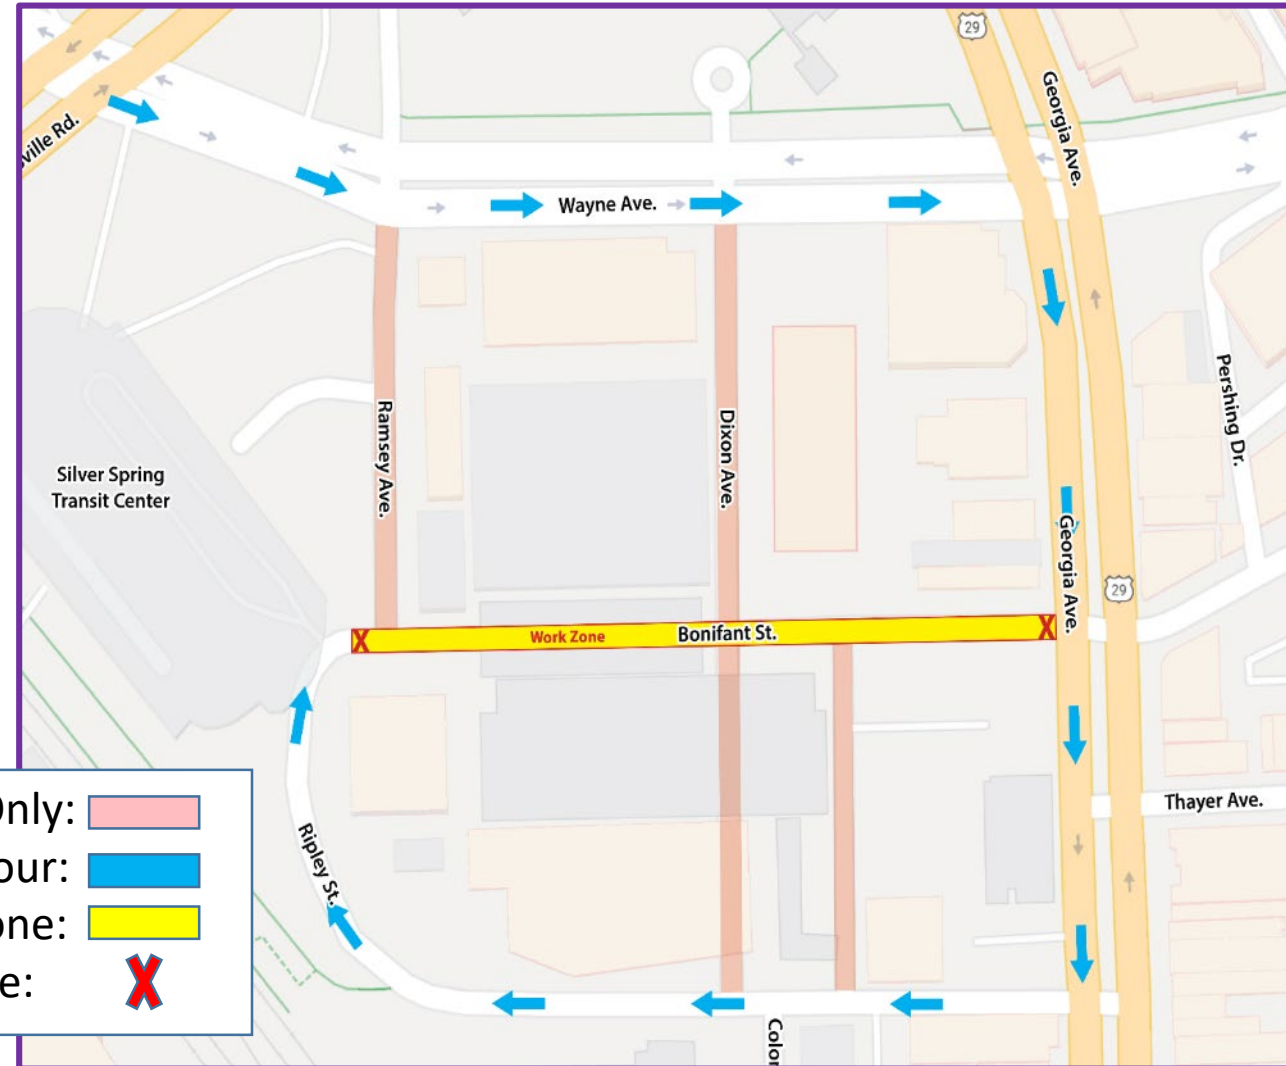 29
Georgia Ave.
ville Rd.
Wayne Ave.
Pershing Dr.
Ramsey Ave.
Dixon Ave.
Silver Spring
Transit Center
Georgia Ave.
29
X
Work Zone
Bonifant St.
X
Thayer Ave.
Only:
our:
one:
e:
X
Ripley St.
Color